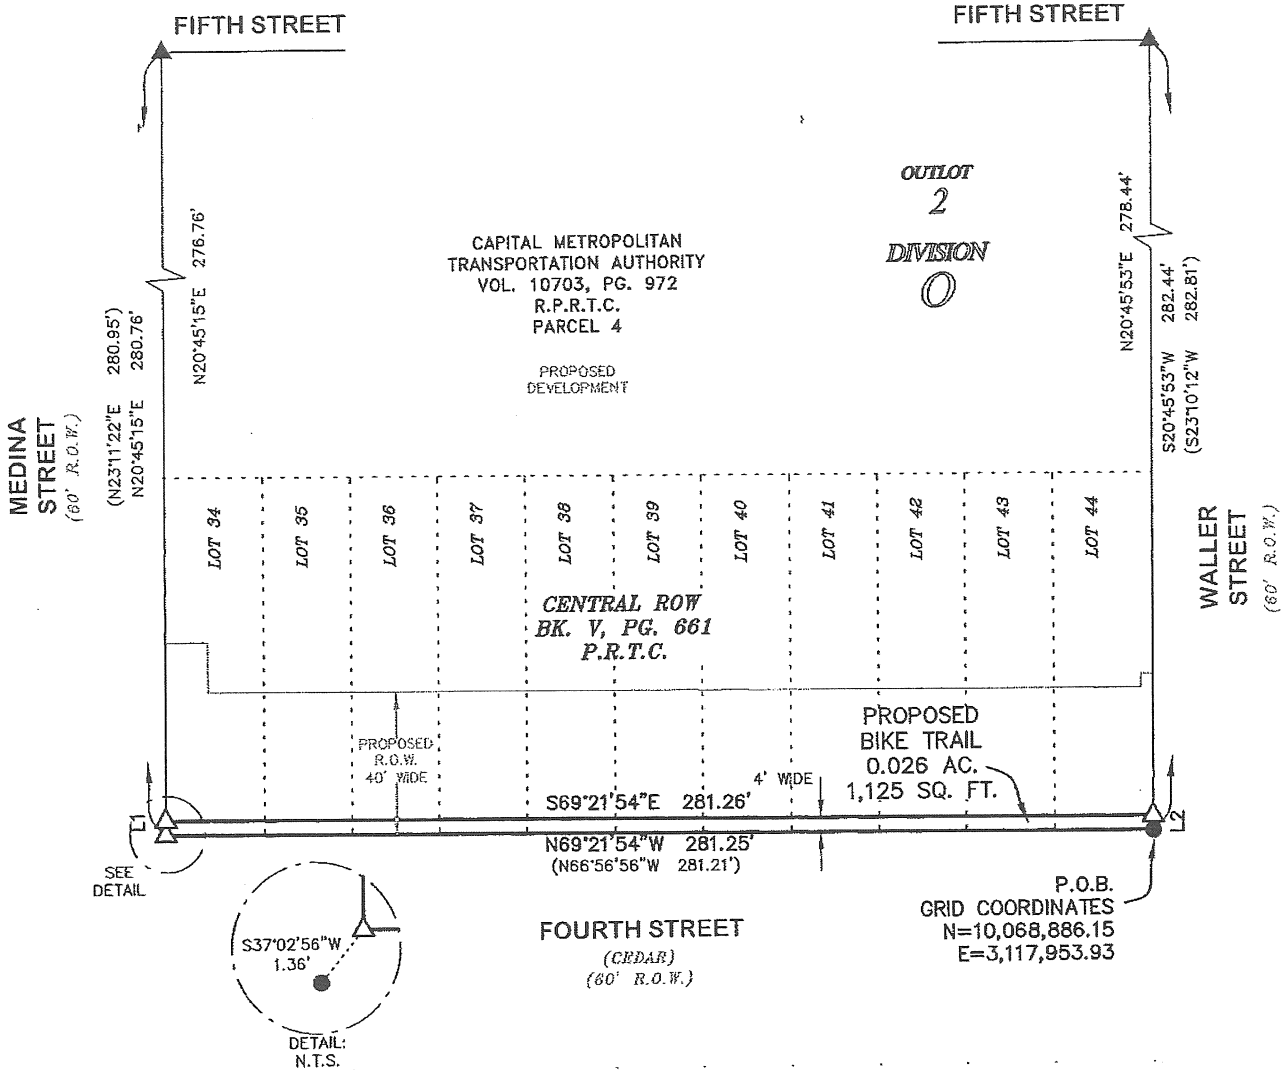 FIFTH STREET
FIFTH STREET
OUTLOT
2
DIVISION
O
CAPITAL METROPOLITAN
TRANSPORTATION AUTHORITY
VOL. 10703, PG. 972
R.P.R.T.C.
PARCEL 4
PROPOSED
DEVELOPMENT
N20°45'15"E 276.76'
(N23°11'22"E 280.95')
N20°45'15"E 280.76'
MEDINA
STREET
(60' R.O.W.)
N20°45'53"E 278.44'
S20°45'53"W 282.44'
(S23°10'12"W 282.81')
WALLER
STREET
(60' R.O.W.)
LOT 34
LOT 35
LOT 36
LOT 37
LOT 38
LOT 39
LOT 40
LOT 41
LOT 42
LOT 43
LOT 44
CENTRAL ROW
BK. V, PG. 661
P.R.T.C.
PROPOSED
R.O.W.
40' WIDE
PROPOSED
BIKE TRAIL
0.026 AC.
1,125 SQ. FT.
4' WIDE
S69°21'54"E 281.26'
N69°21'54"W 281.25'
(N66°56'56"W 281.21')
L1
L2
SEE
DETAIL
S37°02'56"W
1.36'
DETAIL:
N.T.S.
FOURTH STREET
(CEDAR)
(60' R.O.W.)
P.O.B.
GRID COORDINATES
N=10,068,886.15
E=3,117,953.93